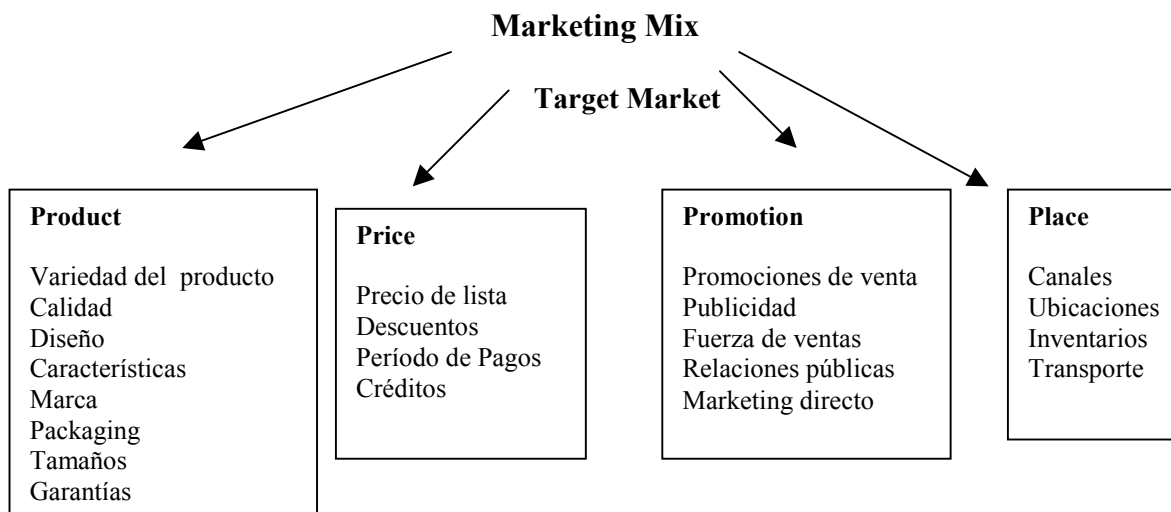 Marketing Mix
Target Market
Product
Variedad del  producto
Calidad
Diseño
Características
Marca
Packaging
Tamaños
Garantías
Price
Precio de lista
Descuentos
Período de Pagos
Créditos
Promotion
Promociones de venta
Publicidad
Fuerza de ventas
Relaciones públicas
Marketing directo
Place
Canales
Ubicaciones
Inventarios
Transporte